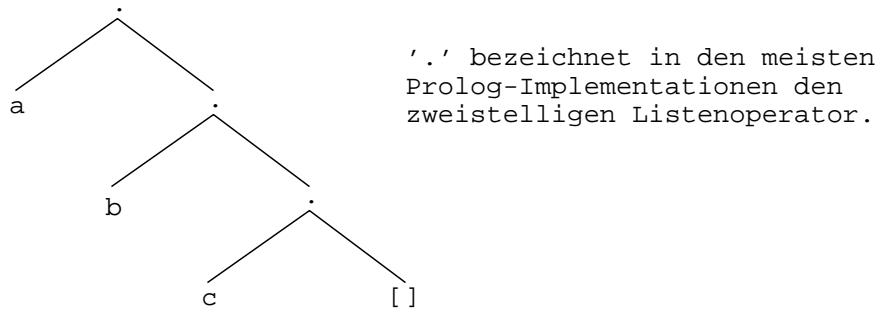 .
'.' bezeichnet in den meisten
Prolog-Implementationen den
zweistelligen Listenoperator.
a
.
b
.
c
[]